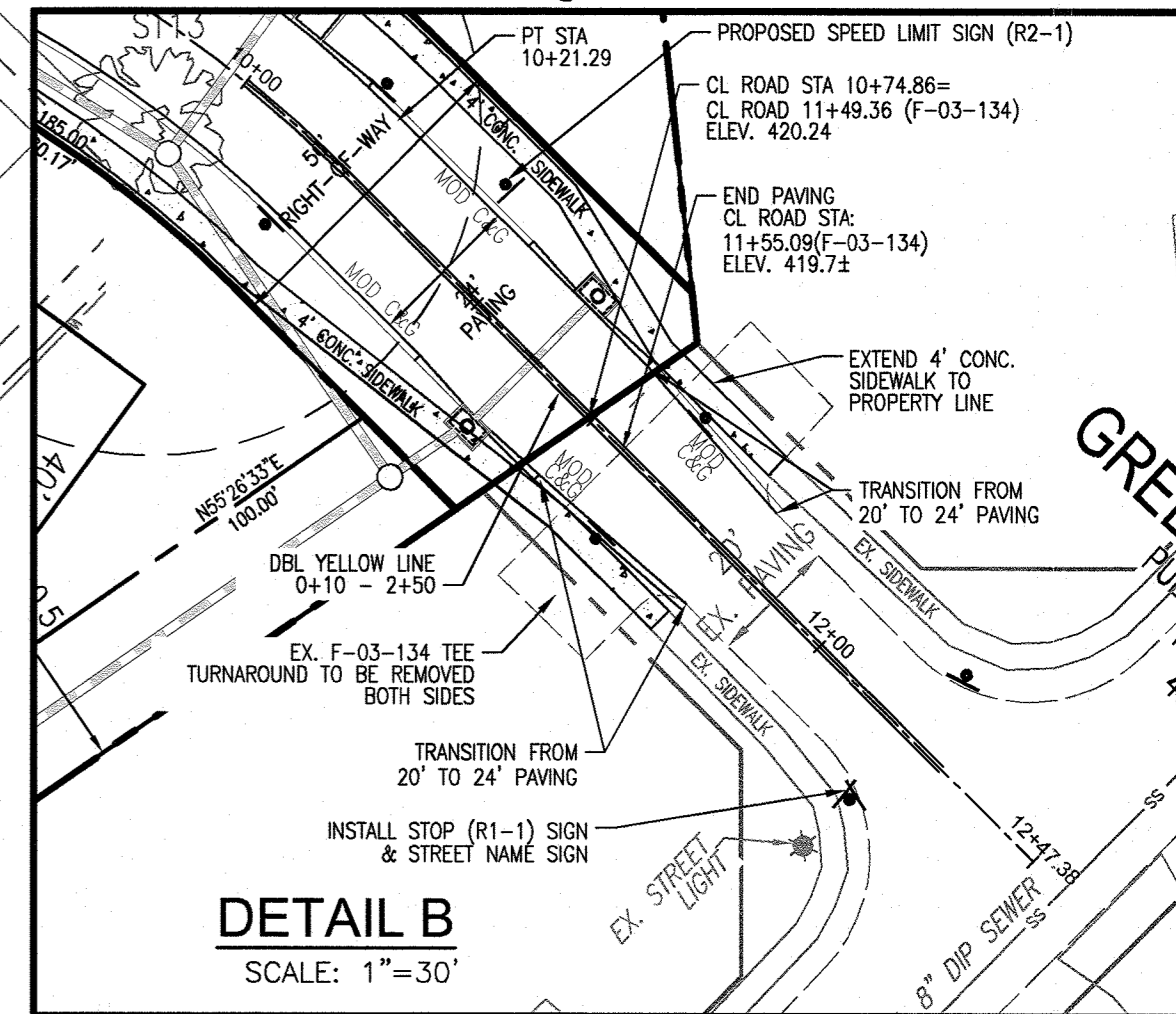 PT STA
10+21.29
PROPOSED SPEED LIMIT SIGN (R2-1)
ST13
10+00
CL ROAD STA 10+74.86=
CL ROAD 11+49.36 (F-03-134)
ELEV. 420.24
4' CONC. SIDEWALK
185.00'
RIGHT-OF-WAY
MOD C&G
END PAVING
CL ROAD STA:
11+55.09(F-03-134)
ELEV. 419.7±
MOD C&G
24'
PAVING
4' CONC. SIDEWALK
EXTEND 4' CONC.
SIDEWALK TO
PROPERTY LINE
40'
N55°26'33"E
100.00'
MOD
C&G
MOD
C&G
TRANSITION FROM
20' TO 24' PAVING
DBL YELLOW LINE
0+10 - 2+50
20'
EX. PAVING
EX. SIDEWALK
12+00
EX. F-03-134 TEE
TURNAROUND TO BE REMOVED
BOTH SIDES
EX. SIDEWALK
TRANSITION FROM
20' TO 24' PAVING
INSTALL STOP (R1-1) SIGN
& STREET NAME SIGN
EX. STREET
LIGHT
12+47.38
SS
SS
8" DIP SEWER
DETAIL B
SCALE: 1"=30'